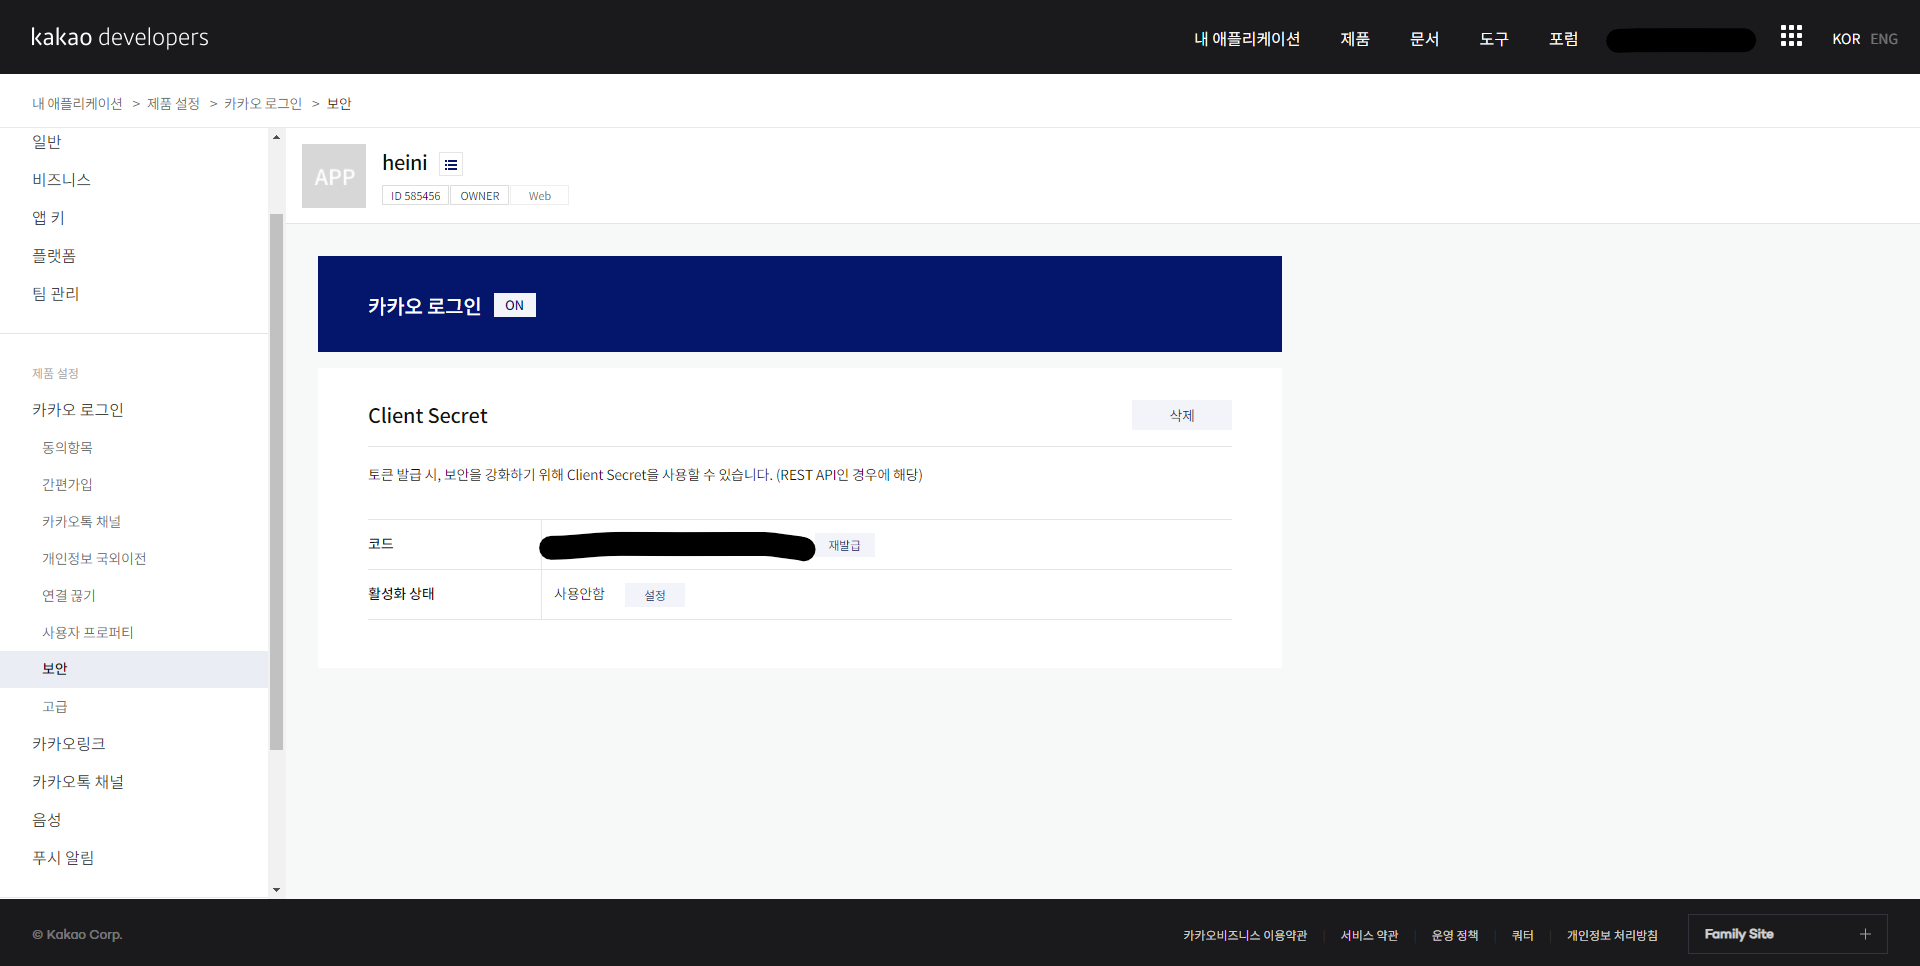 kakao developers
내 애플리케이션 제품 문서 도구 포럼 KOR ENG
내 애플리케이션 > 제품 설정 > 카카오 로그인 > 보안
일반
비즈니스
앱 키
플랫폼
팀 관리
제품 설정
카카오 로그인
동의항목
간편가입
카카오톡 채널
개인정보 국외이전
연결 끊기
사용자 프로퍼티
보안
고급
카카오링크
카카오톡 채널
음성
푸시 알림
APP
heini
ID 585456 OWNER Web
카카오 로그인 ON
Client Secret 삭제
토큰 발급 시, 보안을 강화하기 위해 Client Secret을 사용할 수 있습니다. (REST API인 경우에 해당)
코드 재발급
활성화 상태 사용안함 설정
© Kakao Corp.
카카오비즈니스 이용약관 서비스 약관 운영 정책 쿼터 개인정보 처리방침 Family Site